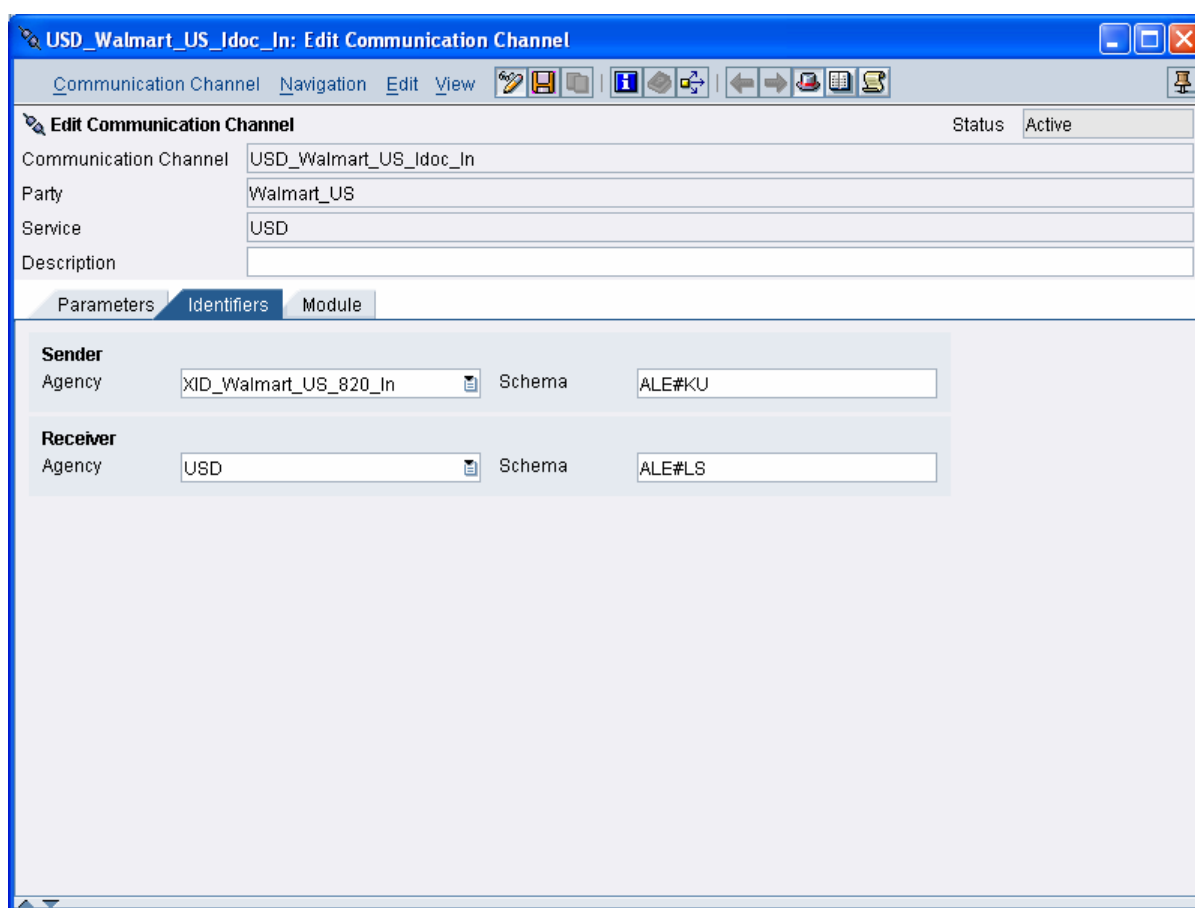 USD_Walmart_US_Idoc_In: Edit Communication Channel
Communication Channel Navigation Edit View
Edit Communication Channel Status Active
Communication Channel USD_Walmart_US_Idoc_In
Party Walmart_US
Service USD
Description
Parameters Identifiers Module
Sender
Agency XID_Walmart_US_820_In Schema ALE#KU
Receiver
Agency USD Schema ALE#LS